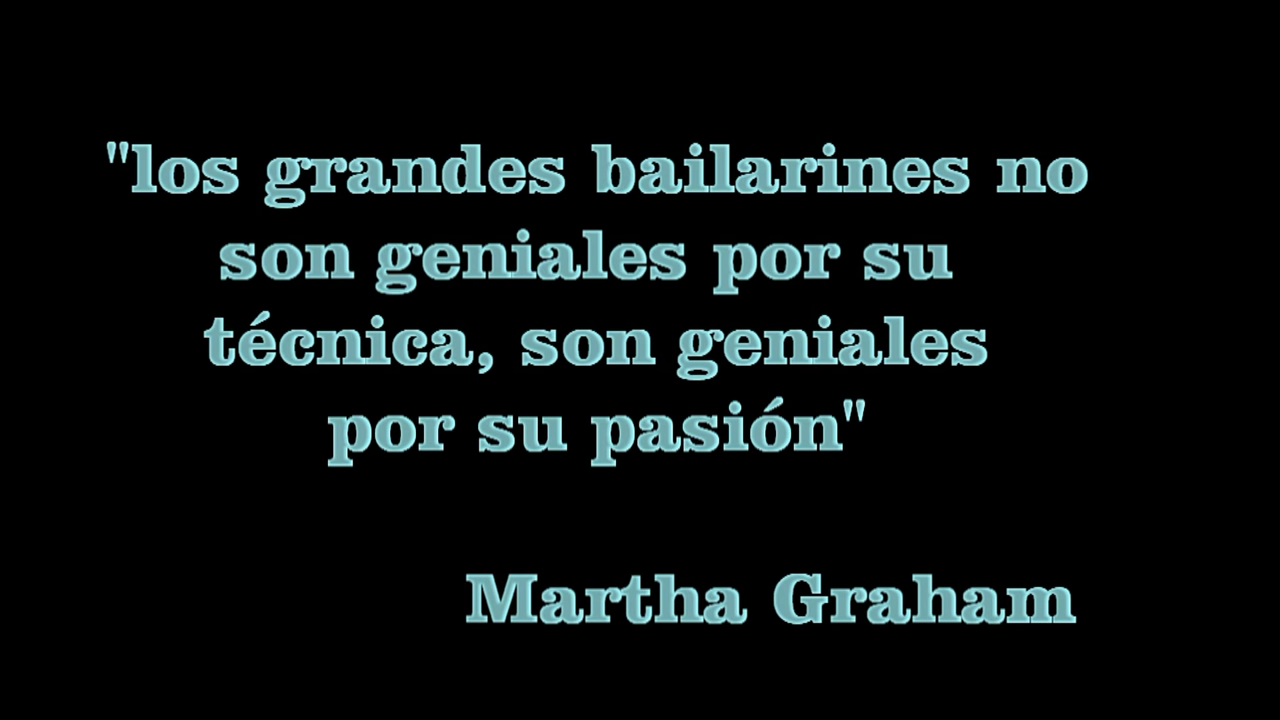 "los grandes bailarines no
son geniales por su
técnica, son geniales
por su pasión"
Martha Graham